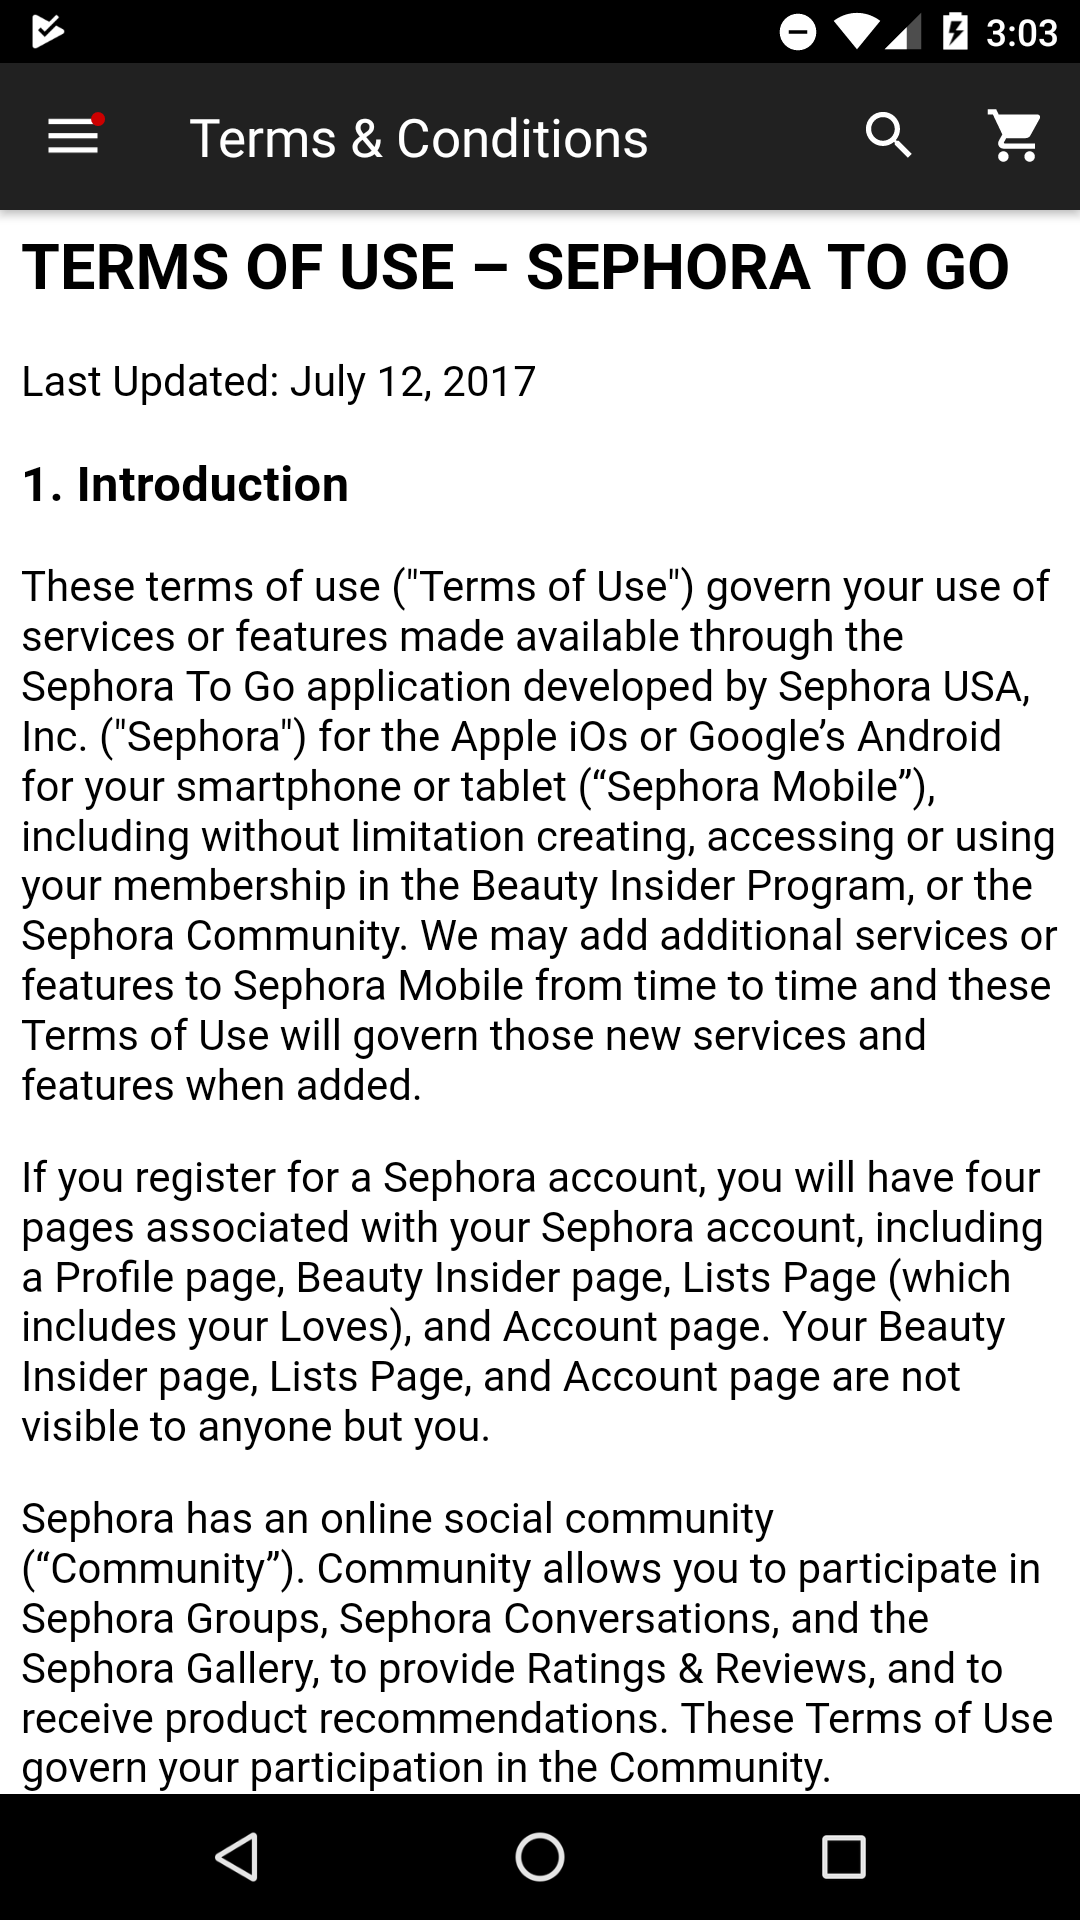 3:03
Terms & Conditions
TERMS OF USE – SEPHORA TO GO
Last Updated: July 12, 2017
1. Introduction
These terms of use ("Terms of Use") govern your use of
services or features made available through the
Sephora To Go application developed by Sephora USA,
Inc. ("Sephora") for the Apple iOs or Google’s Android
for your smartphone or tablet (“Sephora Mobile”),
including without limitation creating, accessing or using
your membership in the Beauty Insider Program, or the
Sephora Community. We may add additional services or
features to Sephora Mobile from time to time and these
Terms of Use will govern those new services and
features when added.
If you register for a Sephora account, you will have four
pages associated with your Sephora account, including
a Profile page, Beauty Insider page, Lists Page (which
includes your Loves), and Account page. Your Beauty
Insider page, Lists Page, and Account page are not
visible to anyone but you.
Sephora has an online social community
(“Community”). Community allows you to participate in
Sephora Groups, Sephora Conversations, and the
Sephora Gallery, to provide Ratings & Reviews, and to
receive product recommendations. These Terms of Use
govern your participation in the Community.